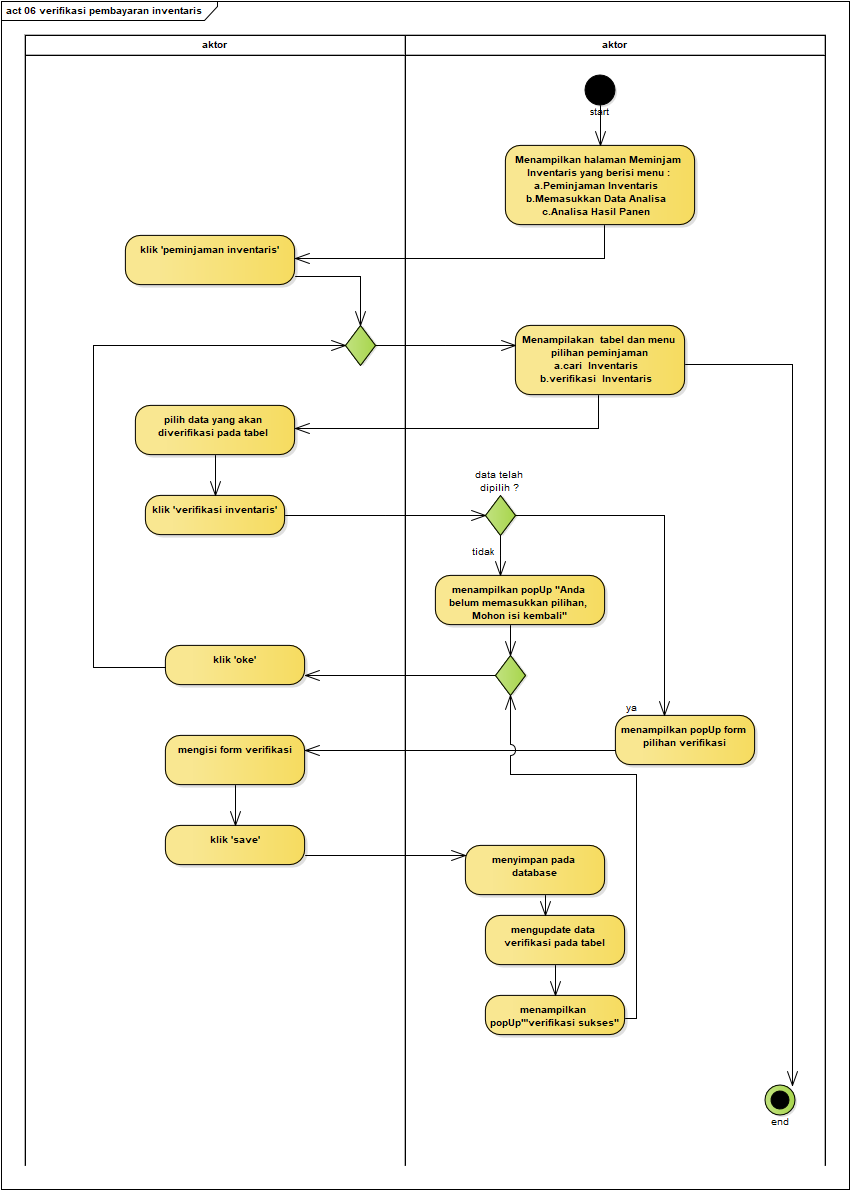 act 06 verifikasi pembayaran inventaris
aktor
aktor
start
Menampilkan halaman Meminjam
Inventaris yang berisi menu :
a.Peminjaman Inventaris
b.Memasukkan Data Analisa
c.Analisa Hasil Panen
klik 'peminjaman inventaris'
Menampilakan tabel dan menu
pilihan peminjaman
a.cari Inventaris
b.verifikasi Inventaris
pilih data yang akan
diverifikasi pada tabel
klik 'verifikasi inventaris'
data telah
dipilih ?
tidak
menampilkan popUp "Anda
belum memasukkan pilihan,
Mohon isi kembali"
klik 'oke'
ya
menampilkan popUp form
pilihan verifikasi
mengisi form verifikasi
klik 'save'
menyimpan pada
database
mengupdate data
verifikasi pada tabel
menampilkan
popUp'"verifikasi sukses"
end